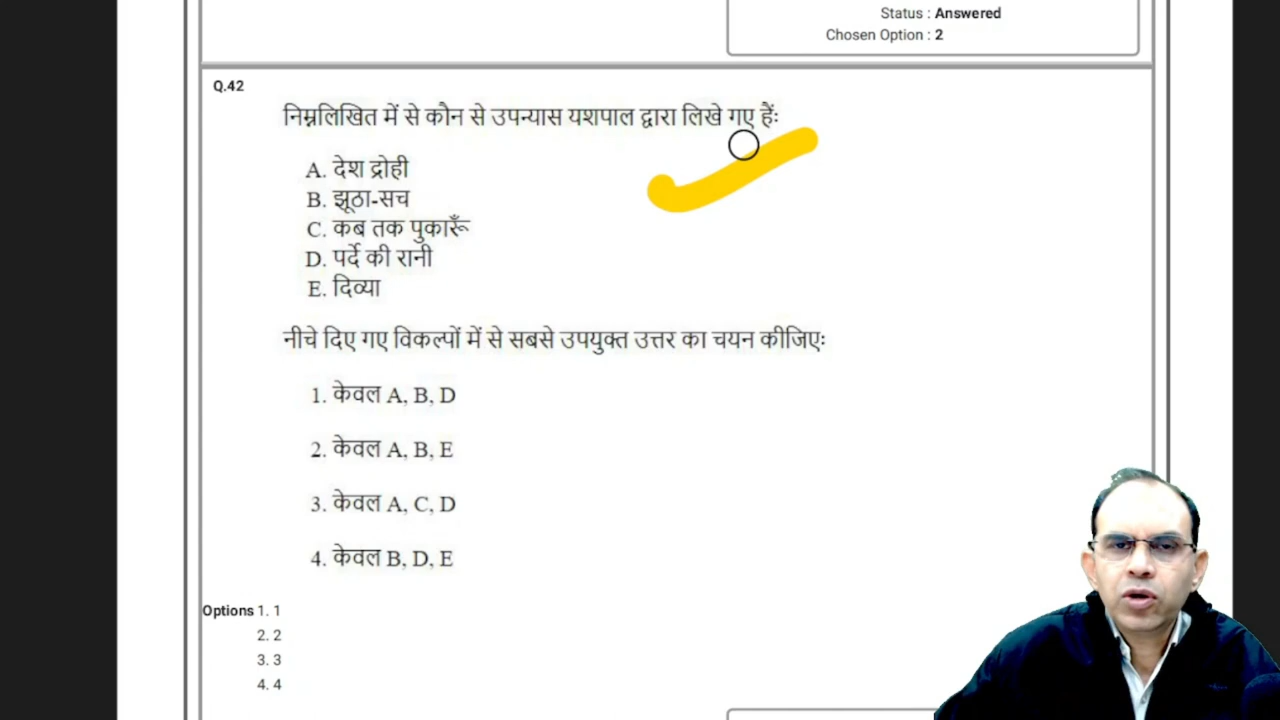 Status : Answered
Chosen Option : 2
Q.42
निम्नलिखित में से कौन से उपन्यास यशपाल द्वारा लिखे गए हैंः
A. देश द्रोही
B. झूठा-सच
C. कब तक पुकारूँ
D. पर्दे की रानी
E. दिव्या
नीचे दिए गए विकल्पों में से सबसे उपयुक्त उत्तर का चयन कीजिएः
1. केवल A, B, D
2. केवल A, B, E
3. केवल A, C, D
4. केवल B, D, E
Options 1. 1
2. 2
3. 3
4. 4